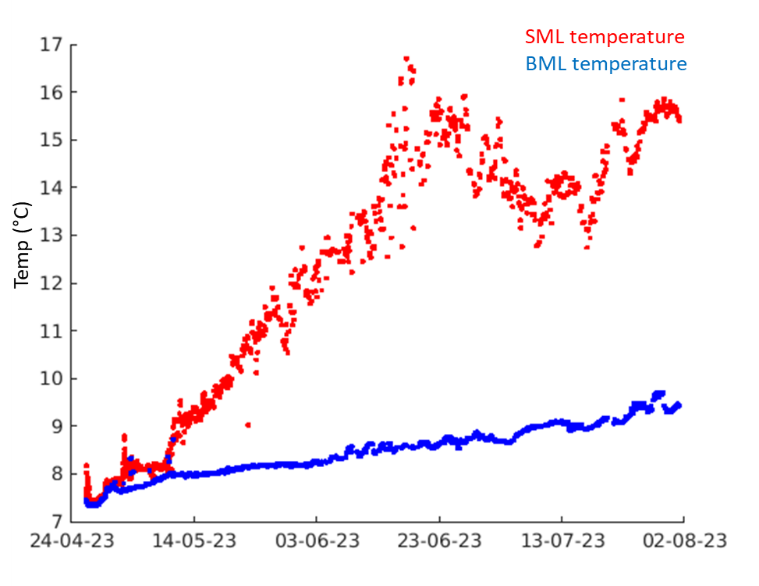 SML temperature
BML temperature
17
16
15
14
13
12
11
10
9
8
7
Temp (°C)
24-04-23 14-05-23 03-06-23 23-06-23 13-07-23 02-08-23